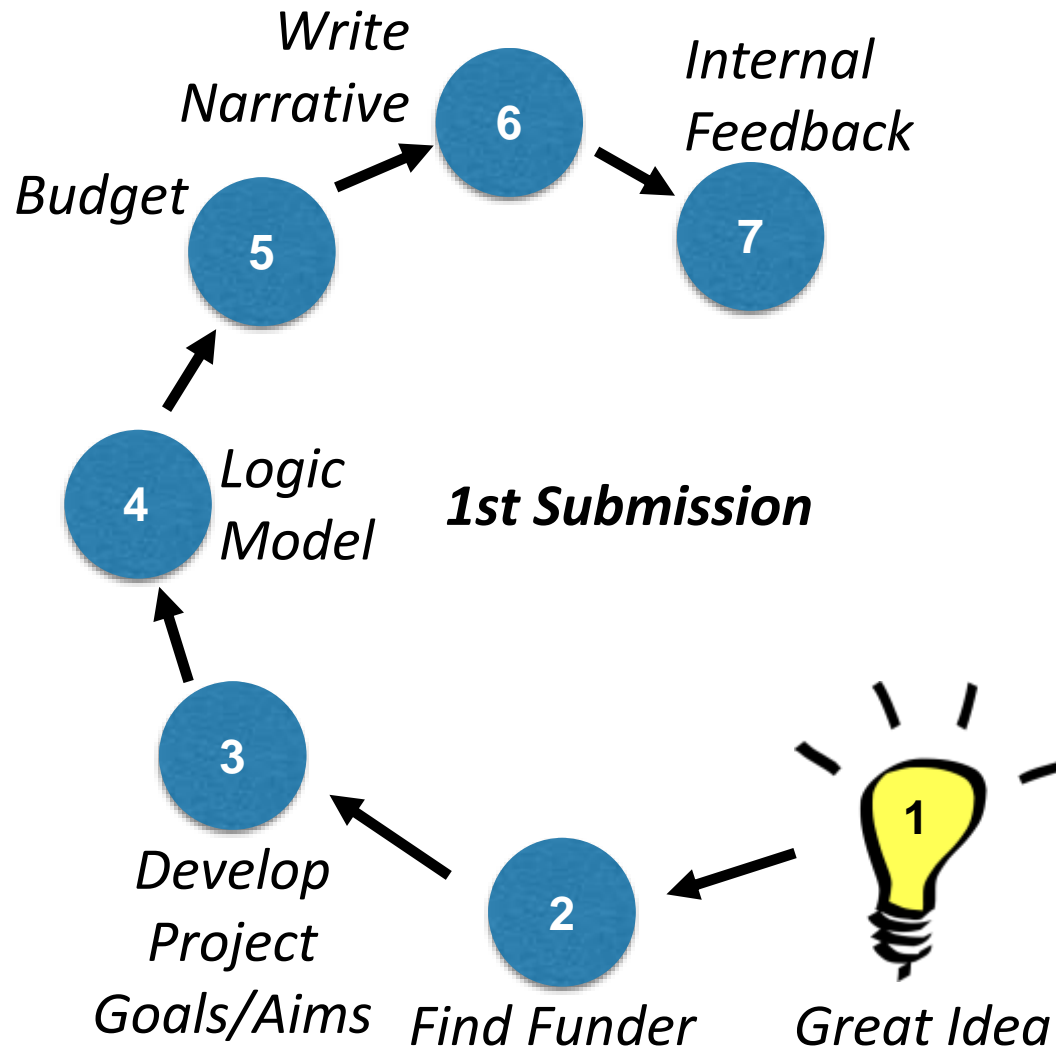 Write
Narrative
6
Internal
Feedback
7
Budget
5
4
Logic
Model
1st Submission
3
Develop
Project
Goals/Aims
2
Find Funder
1
Great Idea